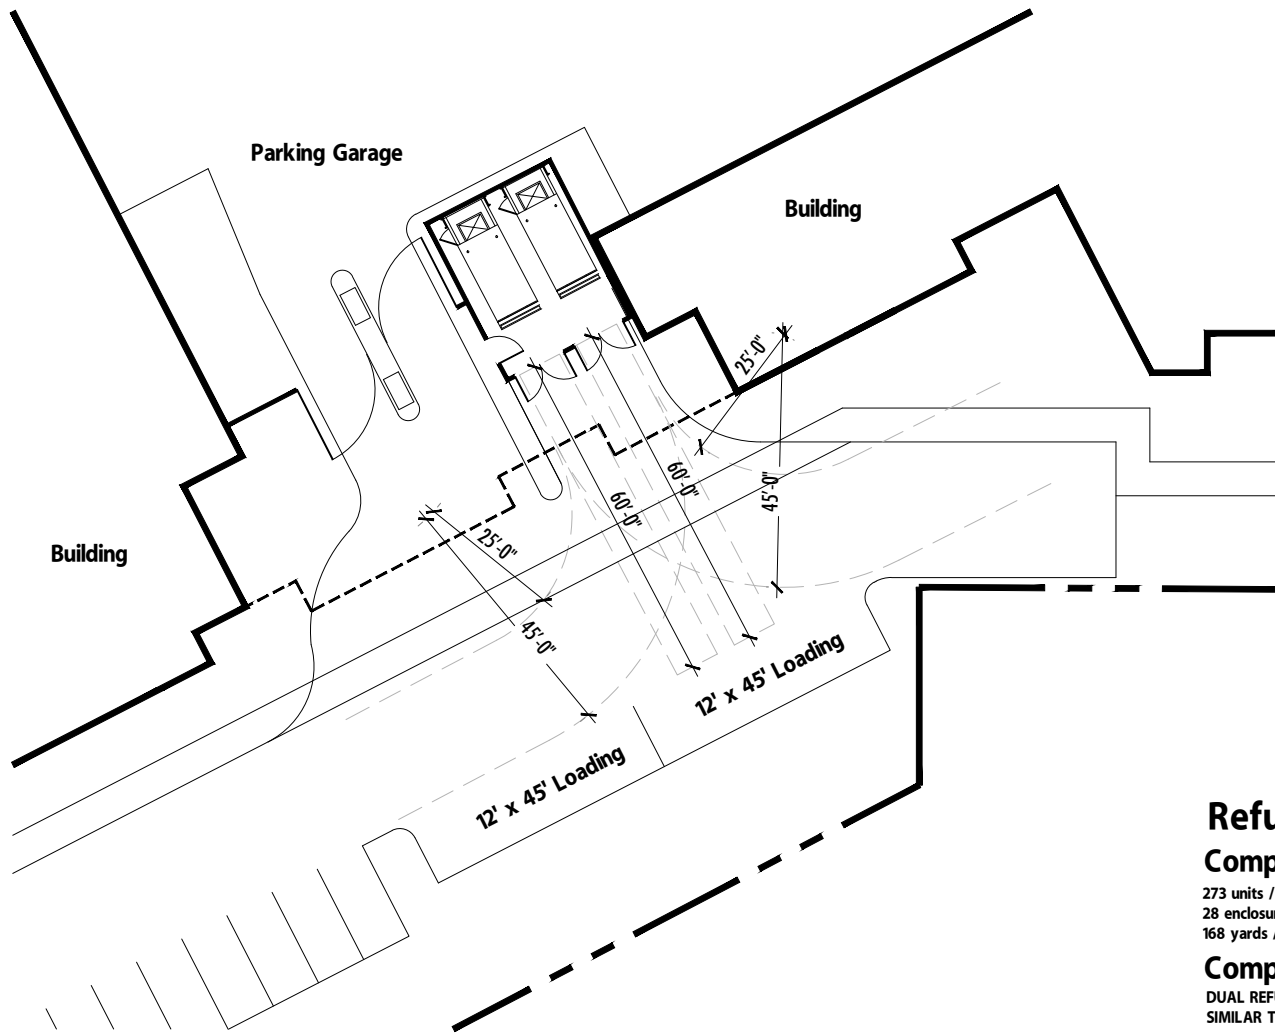 Parking Garage
Building
25'-0"
60'-0"
60'-0"
45'-0"
Building
25'-0"
45'-0"
12' x 45' Loading
12' x 45' Loading
Refu
Comp
273 units /
28 enclosu
168 yards /
Comp
DUAL REF
SIMILAR T